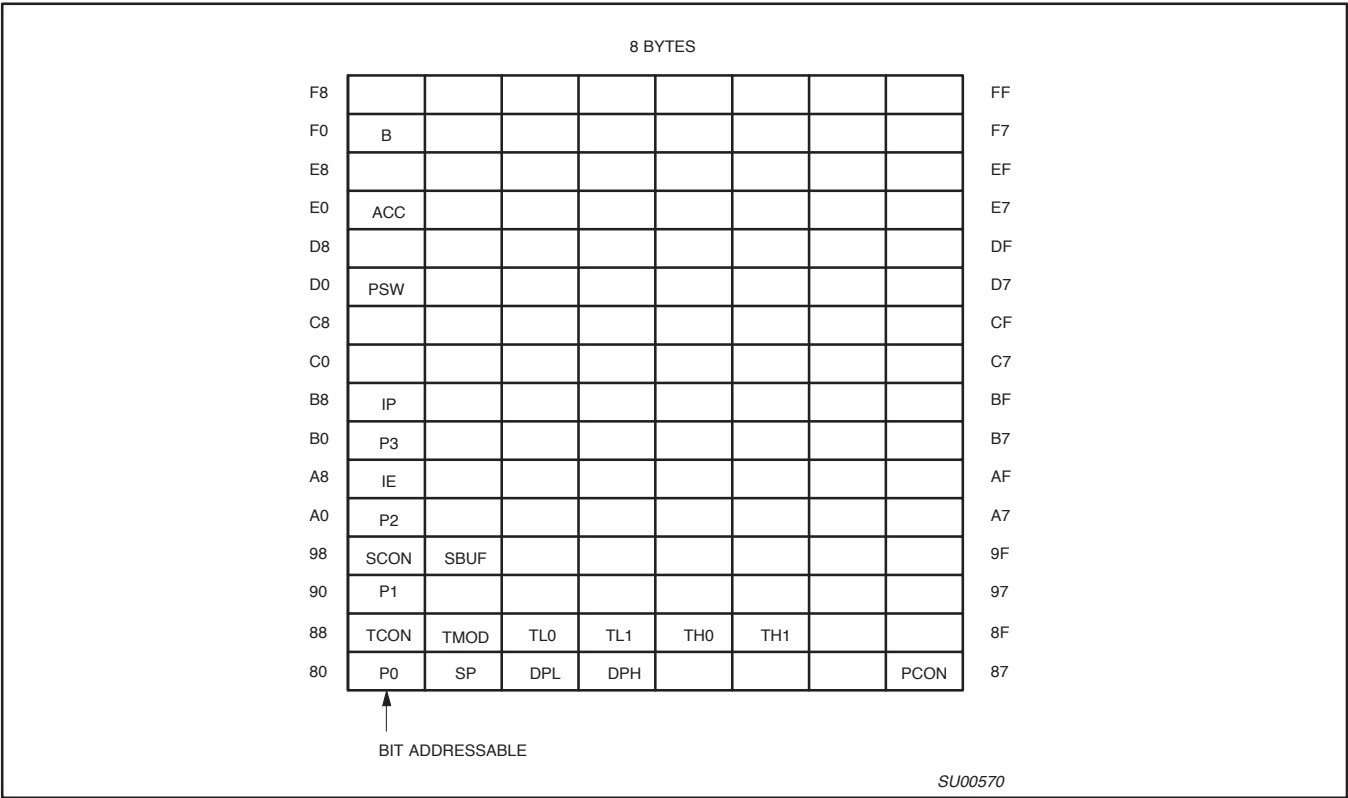 8 BYTES
F8 FF
F0 B F7
E8 EF
E0 ACC E7
D8 DF
D0 PSW D7
C8 CF
C0 C7
B8 IP BF
B0 P3 B7
A8 IE AF
A0 P2 A7
98 SCON SBUF 9F
90 P1 97
88 TCON TMOD TL0 TL1 TH0 TH1 8F
80 P0 SP DPL DPH PCON 87
BIT ADDRESSABLE
SU00570